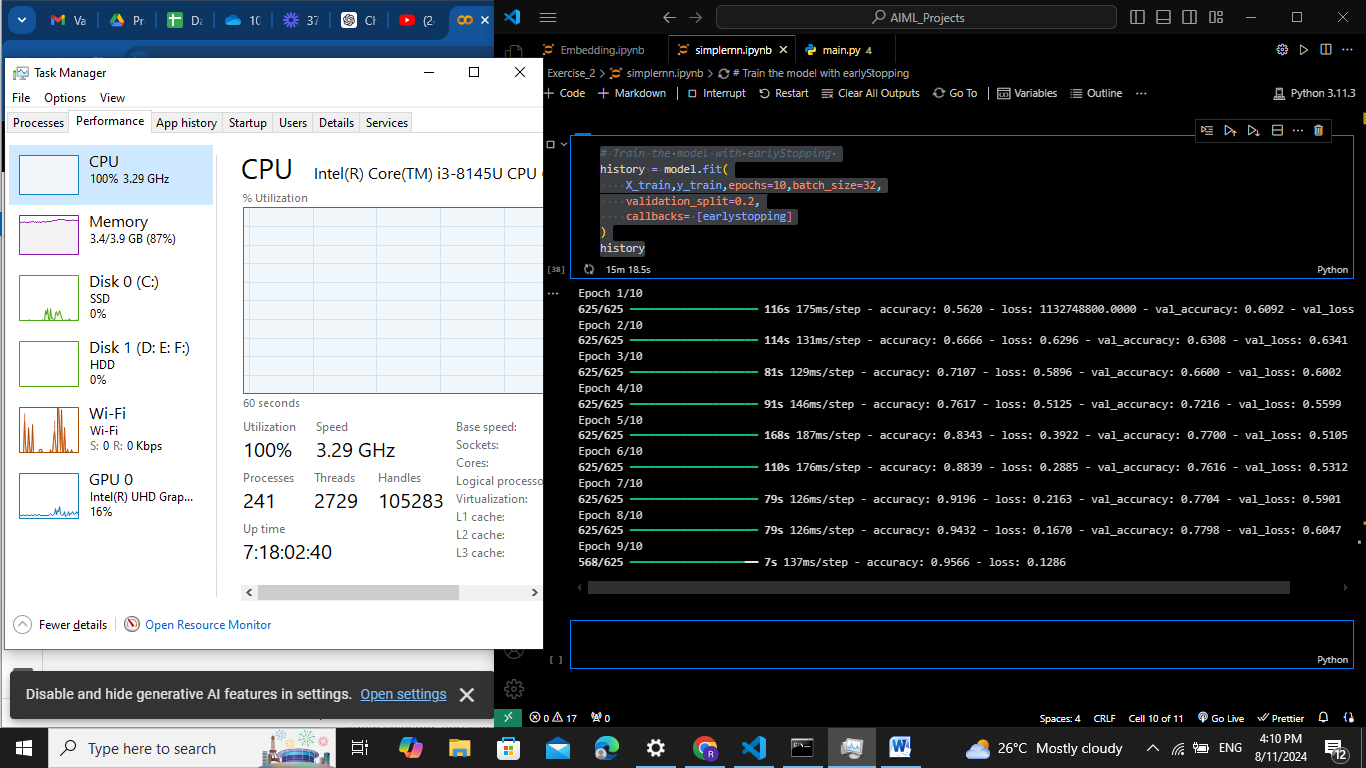 Va
Pr
Da
10
37
Ch
(2
AIML_Projects
Embedding.ipynb
simplernn.ipynb
main.py 4
Exercise_2 > simplernn.ipynb > # Train the model with earlyStopping
Code
Markdown
Interrupt
Restart
Clear All Outputs
Go To
Variables
Outline
Python 3.11.3
Task Manager
File Options View
Processes Performance App history Startup Users Details Services
CPU
100% 3.29 GHz
Memory
3.4/3.9 GB (87%)
Disk 0 (C:)
SSD
0%
Disk 1 (D: E: F:)
HDD
0%
Wi-Fi
Wi-Fi
S: 0 R: 0 Kbps
GPU 0
Intel(R) UHD Grap...
16%
CPU Intel(R) Core(TM) i3-8145U CPU
% Utilization
60 seconds
Utilization Speed Base speed:
100% 3.29 GHz Sockets:
Cores:
Processes Threads Handles Logical processo
241 2729 105283 Virtualization:
L1 cache:
Up time L2 cache:
7:18:02:40 L3 cache:
Fewer details
Open Resource Monitor
# Train the model with earlyStopping
history = model.fit(
X_train,y_train,epochs=10,batch_size=32,
validation_split=0.2,
callbacks= [earlystopping]
)
history
[38] 15m 18.5s Python
Epoch 1/10
625/625 116s 175ms/step - accuracy: 0.5620 - loss: 1132748800.0000 - val_accuracy: 0.6092 - val_loss
Epoch 2/10
625/625 114s 131ms/step - accuracy: 0.6666 - loss: 0.6296 - val_accuracy: 0.6308 - val_loss: 0.6341
Epoch 3/10
625/625 81s 129ms/step - accuracy: 0.7107 - loss: 0.5896 - val_accuracy: 0.6600 - val_loss: 0.6002
Epoch 4/10
625/625 91s 146ms/step - accuracy: 0.7617 - loss: 0.5125 - val_accuracy: 0.7216 - val_loss: 0.5599
Epoch 5/10
625/625 168s 187ms/step - accuracy: 0.8343 - loss: 0.3922 - val_accuracy: 0.7700 - val_loss: 0.5105
Epoch 6/10
625/625 110s 176ms/step - accuracy: 0.8839 - loss: 0.2885 - val_accuracy: 0.7616 - val_loss: 0.5312
Epoch 7/10
625/625 79s 126ms/step - accuracy: 0.9196 - loss: 0.2163 - val_accuracy: 0.7704 - val_loss: 0.5901
Epoch 8/10
625/625 79s 126ms/step - accuracy: 0.9432 - loss: 0.1670 - val_accuracy: 0.7798 - val_loss: 0.6047
Epoch 9/10
568/625 7s 137ms/step - accuracy: 0.9566 - loss: 0.1286
[ ] Python
Disable and hide generative AI features in settings. Open settings
0 17 0
Spaces: 4 CRLF Cell 10 of 11 Go Live Prettier
Type here to search
26°C Mostly cloudy
ENG
4:10 PM
8/11/2024
12